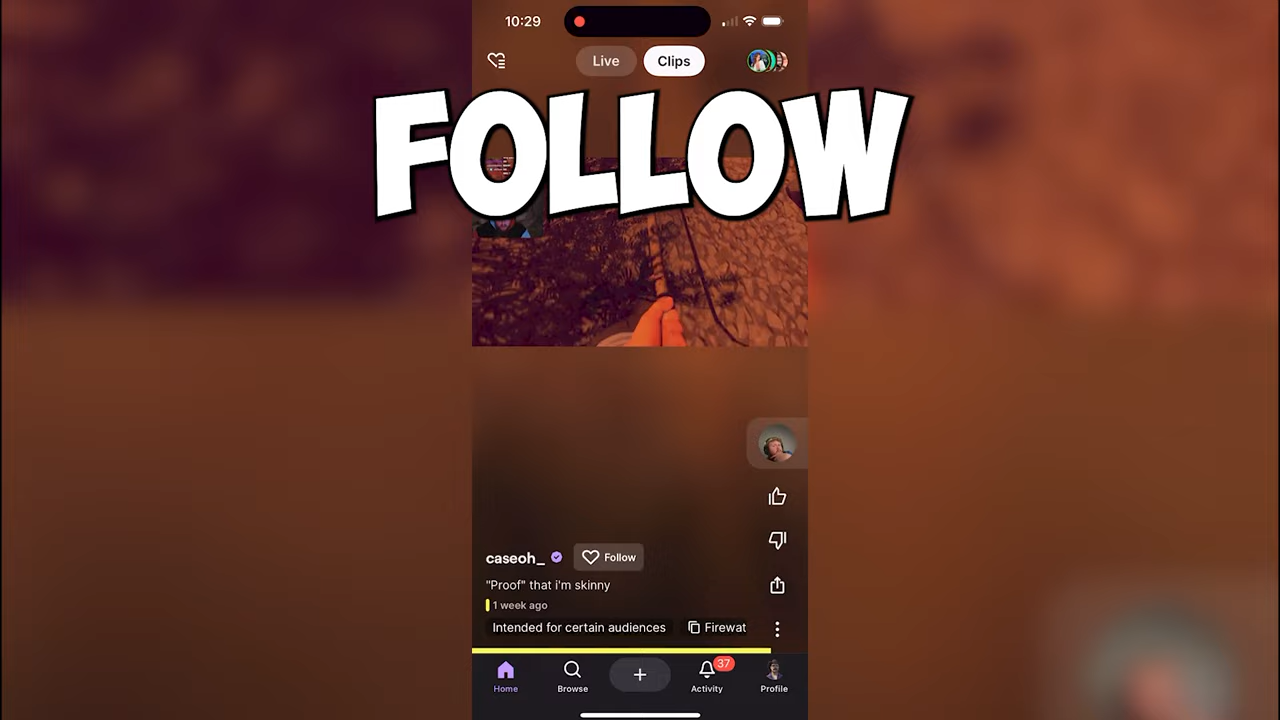 10:29
Live
Clips
FOLLOW
caseoh_
Follow
"Proof" that i'm skinny
1 week ago
Intended for certain audiences
Firewat
37
Home
Browse
Activity
Profile